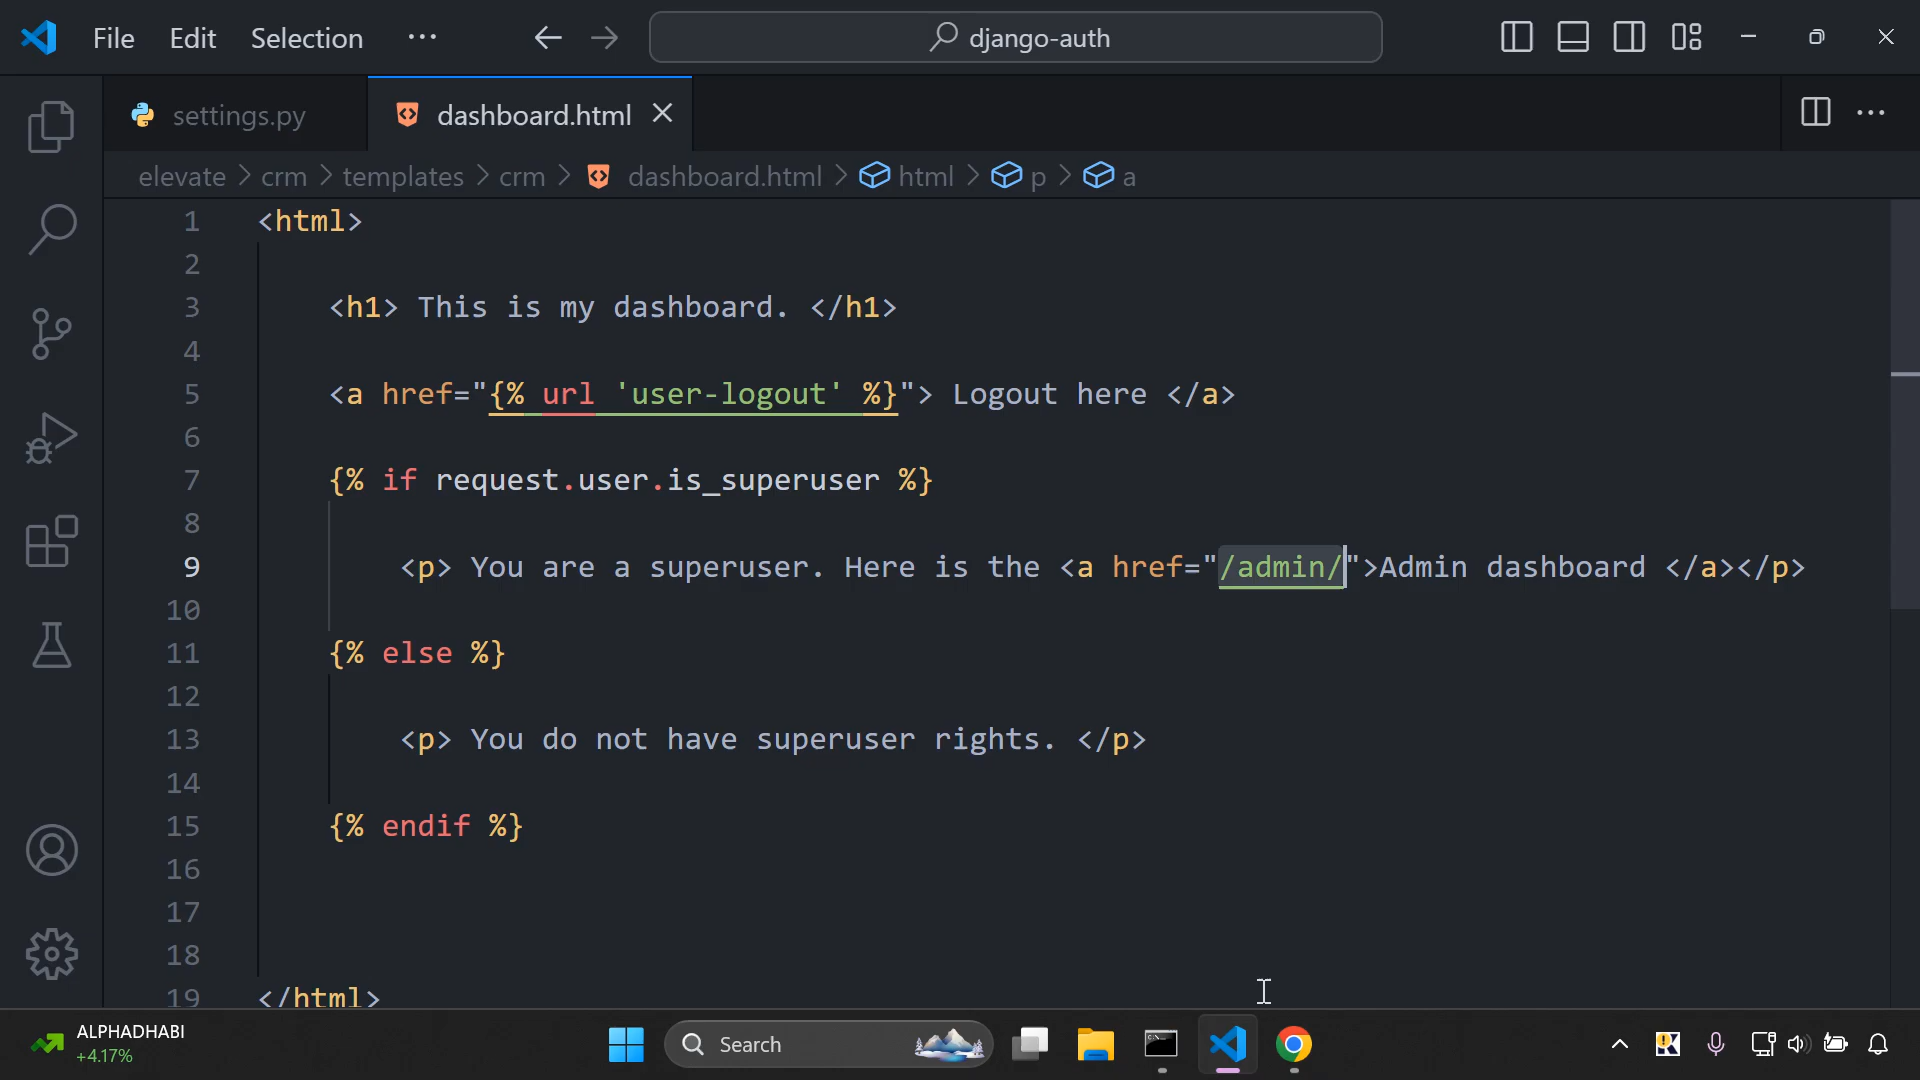 File Edit Selection ··· django-auth
settings.py dashboard.html
elevate > crm > templates > crm > dashboard.html > html > p > a
1 <html>
2
3 <h1> This is my dashboard. </h1>
4
5 <a href="{% url 'user-logout' %}"> Logout here </a>
6
7 {% if request.user.is_superuser %}
8
9 <p> You are a superuser. Here is the <a href="/admin/">Admin dashboard </a></p>
10
11 {% else %}
12
13 <p> You do not have superuser rights. </p>
14
15 {% endif %}
16
17
18
19 </html>
ALPHADHABI
+4.17%
Search